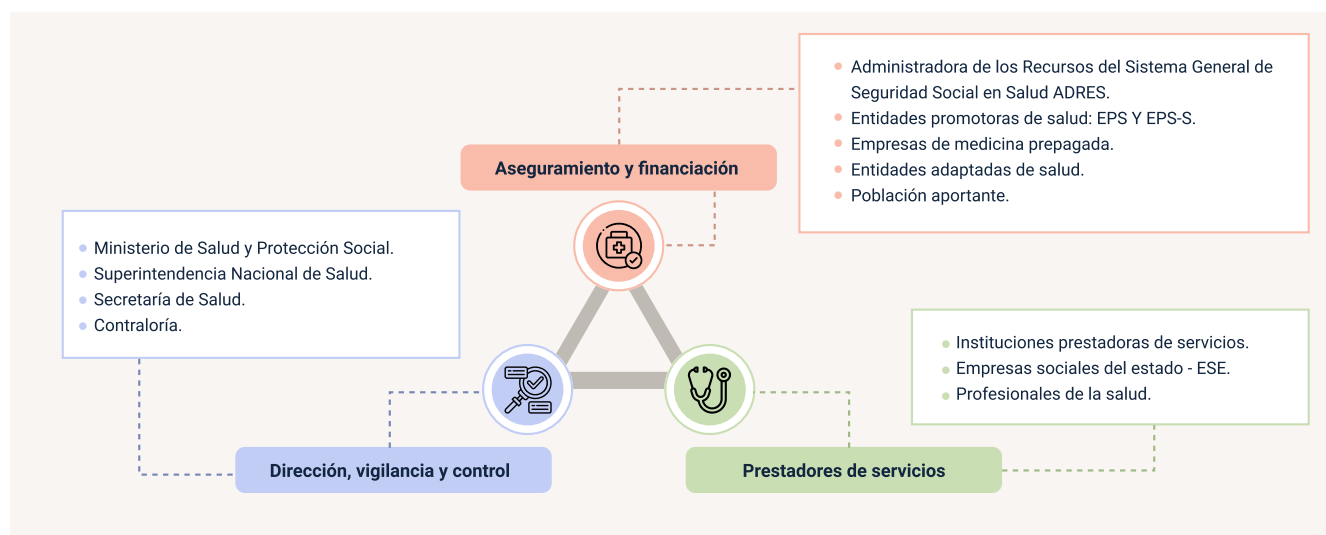 Administradora de los Recursos del Sistema General de
Seguridad Social en Salud ADRES.
Entidades promotoras de salud: EPS Y EPS-S.
Empresas de medicina prepagada.
Entidades adaptadas de salud.
Población aportante.
Aseguramiento y financiación
Ministerio de Salud y Protección Social.
Superintendencia Nacional de Salud.
Secretaría de Salud.
Contraloría.
Instituciones prestadoras de servicios.
Empresas sociales del estado - ESE.
Profesionales de la salud.
Dirección, vigilancia y control
Prestadores de servicios